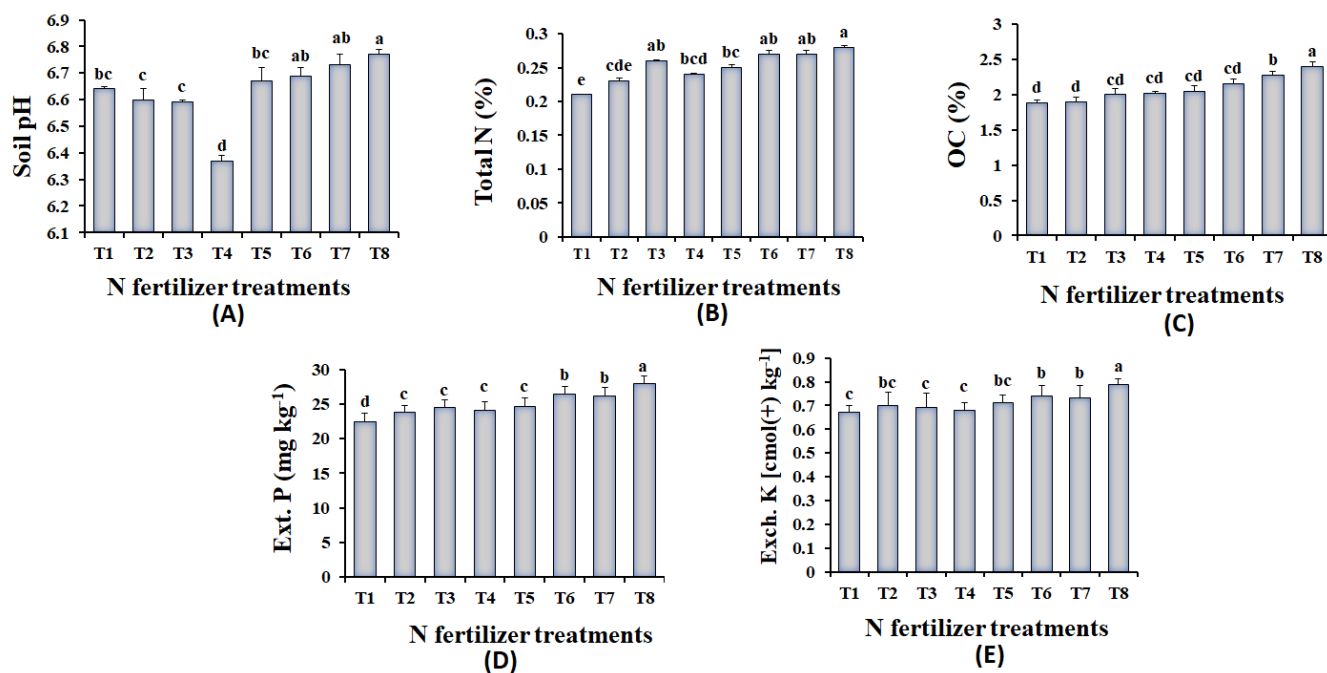 6.9
6.8
6.7
6.6
6.5
6.4
6.3
6.2
6.1
Soil pH
bc c c d bc ab ab a
T1 T2 T3 T4 T5 T6 T7 T8
N fertilizer treatments
(A)
0.3
0.25
0.2
0.15
0.1
0.05
0
Total N (%)
e cde ab bcd bc ab ab a
T1 T2 T3 T4 T5 T6 T7 T8
N fertilizer treatments
(B)
3
2.5
2
1.5
1
0.5
0
OC (%)
d d cd cd cd cd b a
T1 T2 T3 T4 T5 T6 T7 T8
N fertilizer treatments
(C)
30
25
20
15
10
5
0
Ext. P (mg kg⁻¹)
d c c c c b b a
T1 T2 T3 T4 T5 T6 T7 T8
N fertilizer treatments
(D)
0.9
0.8
0.7
0.6
0.5
0.4
0.3
0.2
0.1
0
Exch. K [cmol(+) kg⁻¹]
c bc c c bc b b a
T1 T2 T3 T4 T5 T6 T7 T8
N fertilizer treatments
(E)